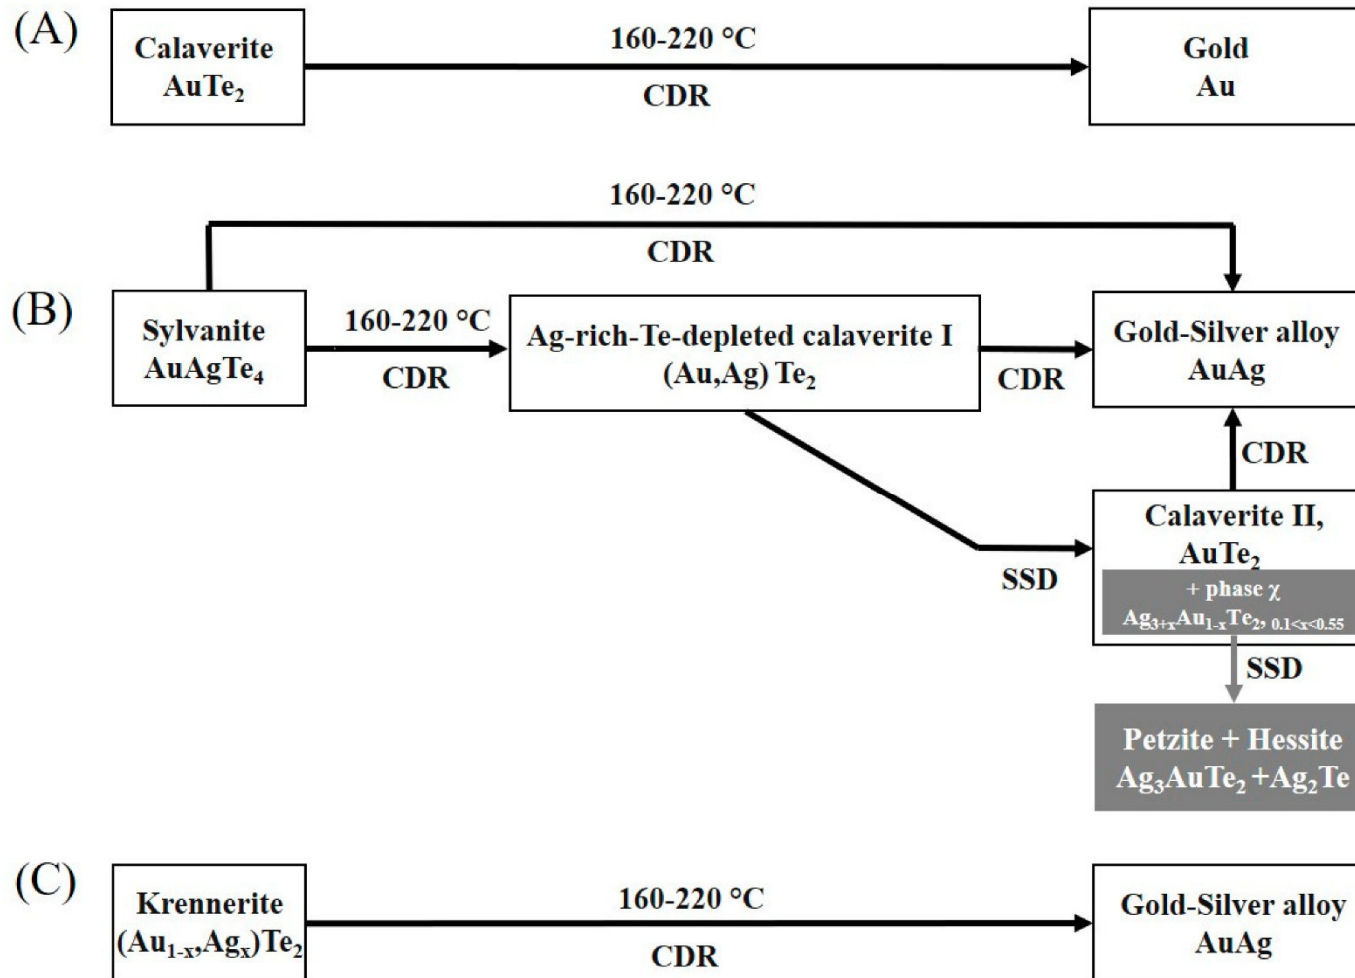 (A)
Calaverite
AuTe₂
160-220 °C
CDR
Gold
Au
160-220 °C
CDR
(B)
Sylvanite
AuAgTe₄
160-220 °C
CDR
Ag-rich-Te-depleted calaverite I
(Au,Ag) Te₂
CDR
Gold-Silver alloy
AuAg
CDR
SSD
Calaverite II,
AuTe₂
+ phase χ
Ag₃₊ₓAu₁₋ₓTe₂, 0.1<x<0.55
SSD
Petzite + Hessite
Ag₃AuTe₂ +Ag₂Te
(C)
Krennerite
(Au₁₋ₓ,Agₓ)Te₂
160-220 °C
CDR
Gold-Silver alloy
AuAg